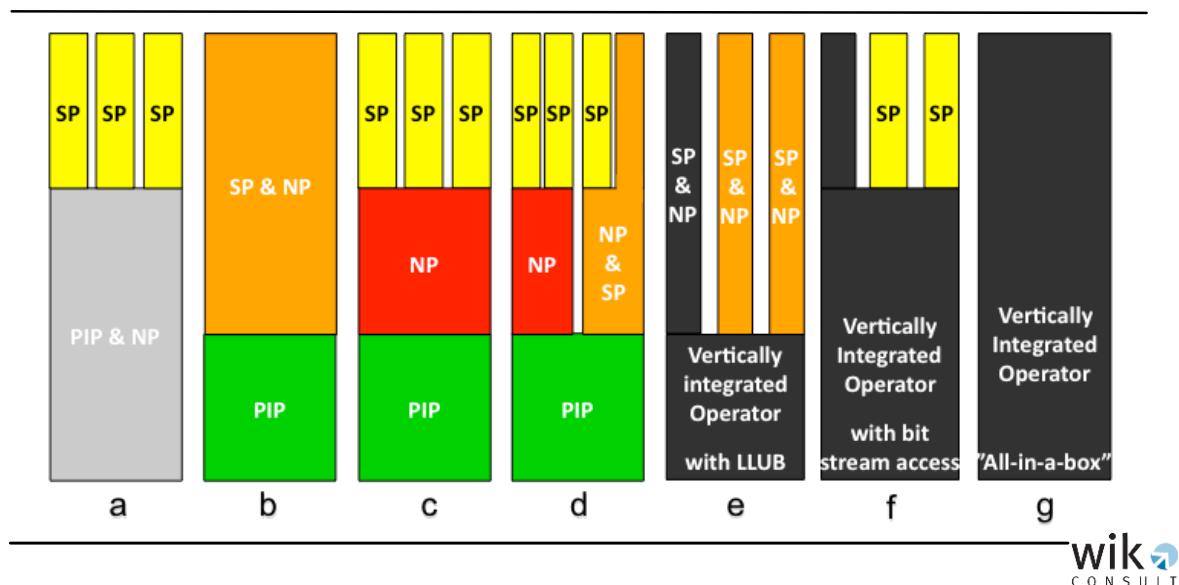 SP SP SP
PIP & NP
a
SP & NP
PIP
b
SP SP SP
NP
PIP
c
SP SP SP
NP
NP
&
SP
PIP
d
SP
&
NP
SP
&
NP
SP
&
NP
Vertically
integrated
Operator
with LLUB
e
SP SP
Vertically
Integrated
Operator
with bit
stream access
f
Vertically
Integrated
Operator
”All-in-a-box”
g
wik
CONSULT